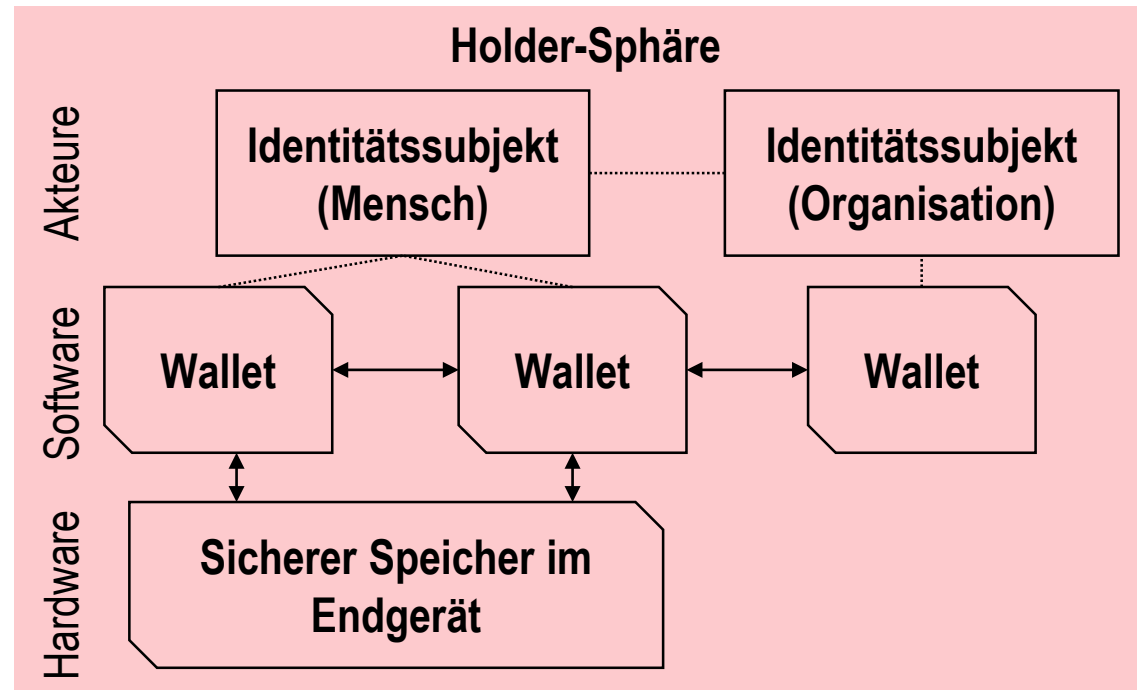 Holder-Sphäre
Akteure
Identitätssubjekt
(Mensch)
Identitätssubjekt
(Organisation)
Software
Wallet
Wallet
Wallet
Hardware
Sicherer Speicher im
Endgerät